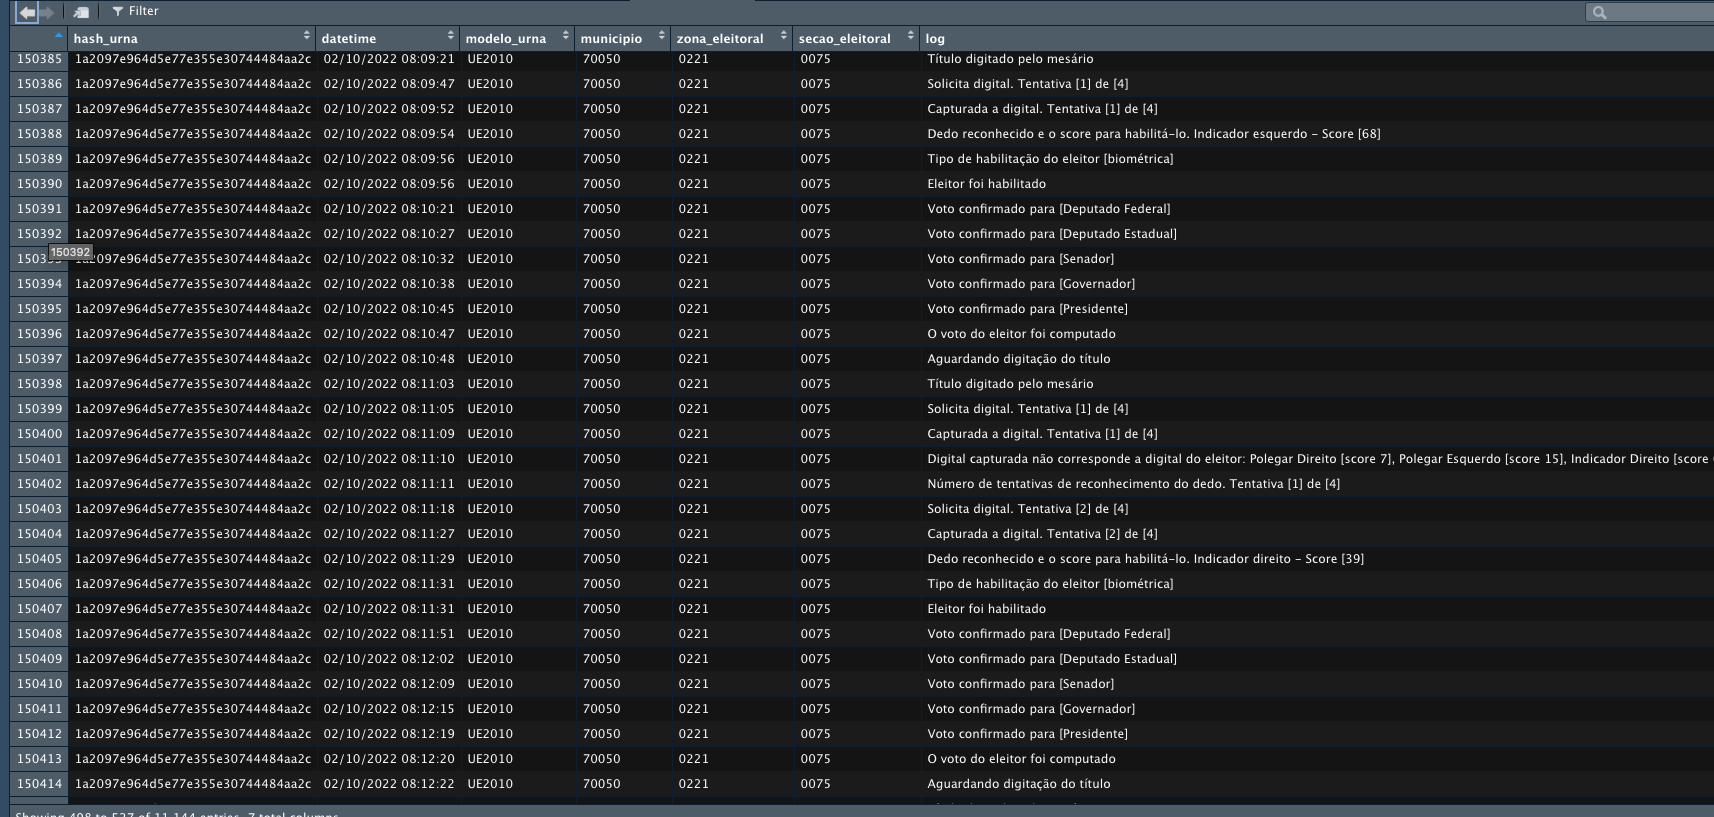 Filter
hash_urna datetime modelo_urna municipio zona_eleitoral secao_eleitoral log
150385 1a2097e964d5e77e355e30744484aa2c 02/10/2022 08:09:21 UE2010 70050 0221 0075 Título digitado pelo mesário
150386 1a2097e964d5e77e355e30744484aa2c 02/10/2022 08:09:47 UE2010 70050 0221 0075 Solicita digital. Tentativa [1] de [4]
150387 1a2097e964d5e77e355e30744484aa2c 02/10/2022 08:09:52 UE2010 70050 0221 0075 Capturada a digital. Tentativa [1] de [4]
150388 1a2097e964d5e77e355e30744484aa2c 02/10/2022 08:09:54 UE2010 70050 0221 0075 Dedo reconhecido e o score para habilitá-lo. Indicador esquerdo - Score [68]
150389 1a2097e964d5e77e355e30744484aa2c 02/10/2022 08:09:56 UE2010 70050 0221 0075 Tipo de habilitação do eleitor [biométrica]
150390 1a2097e964d5e77e355e30744484aa2c 02/10/2022 08:09:56 UE2010 70050 0221 0075 Eleitor foi habilitado
150391 1a2097e964d5e77e355e30744484aa2c 02/10/2022 08:10:21 UE2010 70050 0221 0075 Voto confirmado para [Deputado Federal]
150392 1a2097e964d5e77e355e30744484aa2c 02/10/2022 08:10:27 UE2010 70050 0221 0075 Voto confirmado para [Deputado Estadual]
150392
1a2097e964d5e77e355e30744484aa2c 02/10/2022 08:10:32 UE2010 70050 0221 0075 Voto confirmado para [Senador]
150394 1a2097e964d5e77e355e30744484aa2c 02/10/2022 08:10:38 UE2010 70050 0221 0075 Voto confirmado para [Governador]
150395 1a2097e964d5e77e355e30744484aa2c 02/10/2022 08:10:45 UE2010 70050 0221 0075 Voto confirmado para [Presidente]
150396 1a2097e964d5e77e355e30744484aa2c 02/10/2022 08:10:47 UE2010 70050 0221 0075 O voto do eleitor foi computado
150397 1a2097e964d5e77e355e30744484aa2c 02/10/2022 08:10:48 UE2010 70050 0221 0075 Aguardando digitação do título
150398 1a2097e964d5e77e355e30744484aa2c 02/10/2022 08:11:03 UE2010 70050 0221 0075 Título digitado pelo mesário
150399 1a2097e964d5e77e355e30744484aa2c 02/10/2022 08:11:05 UE2010 70050 0221 0075 Solicita digital. Tentativa [1] de [4]
150400 1a2097e964d5e77e355e30744484aa2c 02/10/2022 08:11:09 UE2010 70050 0221 0075 Capturada a digital. Tentativa [1] de [4]
150401 1a2097e964d5e77e355e30744484aa2c 02/10/2022 08:11:10 UE2010 70050 0221 0075 Digital capturada não corresponde a digital do eleitor: Polegar Direito [score 7], Polegar Esquerdo [score 15], Indicador Direito [score
150402 1a2097e964d5e77e355e30744484aa2c 02/10/2022 08:11:11 UE2010 70050 0221 0075 Número de tentativas de reconhecimento do dedo. Tentativa [1] de [4]
150403 1a2097e964d5e77e355e30744484aa2c 02/10/2022 08:11:18 UE2010 70050 0221 0075 Solicita digital. Tentativa [2] de [4]
150404 1a2097e964d5e77e355e30744484aa2c 02/10/2022 08:11:27 UE2010 70050 0221 0075 Capturada a digital. Tentativa [2] de [4]
150405 1a2097e964d5e77e355e30744484aa2c 02/10/2022 08:11:29 UE2010 70050 0221 0075 Dedo reconhecido e o score para habilitá-lo. Indicador direito - Score [39]
150406 1a2097e964d5e77e355e30744484aa2c 02/10/2022 08:11:31 UE2010 70050 0221 0075 Tipo de habilitação do eleitor [biométrica]
150407 1a2097e964d5e77e355e30744484aa2c 02/10/2022 08:11:31 UE2010 70050 0221 0075 Eleitor foi habilitado
150408 1a2097e964d5e77e355e30744484aa2c 02/10/2022 08:11:51 UE2010 70050 0221 0075 Voto confirmado para [Deputado Federal]
150409 1a2097e964d5e77e355e30744484aa2c 02/10/2022 08:12:02 UE2010 70050 0221 0075 Voto confirmado para [Deputado Estadual]
150410 1a2097e964d5e77e355e30744484aa2c 02/10/2022 08:12:09 UE2010 70050 0221 0075 Voto confirmado para [Senador]
150411 1a2097e964d5e77e355e30744484aa2c 02/10/2022 08:12:15 UE2010 70050 0221 0075 Voto confirmado para [Governador]
150412 1a2097e964d5e77e355e30744484aa2c 02/10/2022 08:12:19 UE2010 70050 0221 0075 Voto confirmado para [Presidente]
150413 1a2097e964d5e77e355e30744484aa2c 02/10/2022 08:12:20 UE2010 70050 0221 0075 O voto do eleitor foi computado
150414 1a2097e964d5e77e355e30744484aa2c 02/10/2022 08:12:22 UE2010 70050 0221 0075 Aguardando digitação do título
Showing 498 to 527 of 11,144 entries, 7 total columns